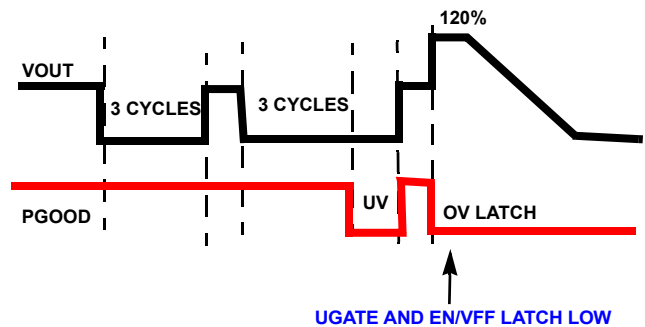 120%
VOUT
3 CYCLES
3 CYCLES
UV
PGOOD
OV LATCH
UGATE AND EN/VFF LATCH LOW